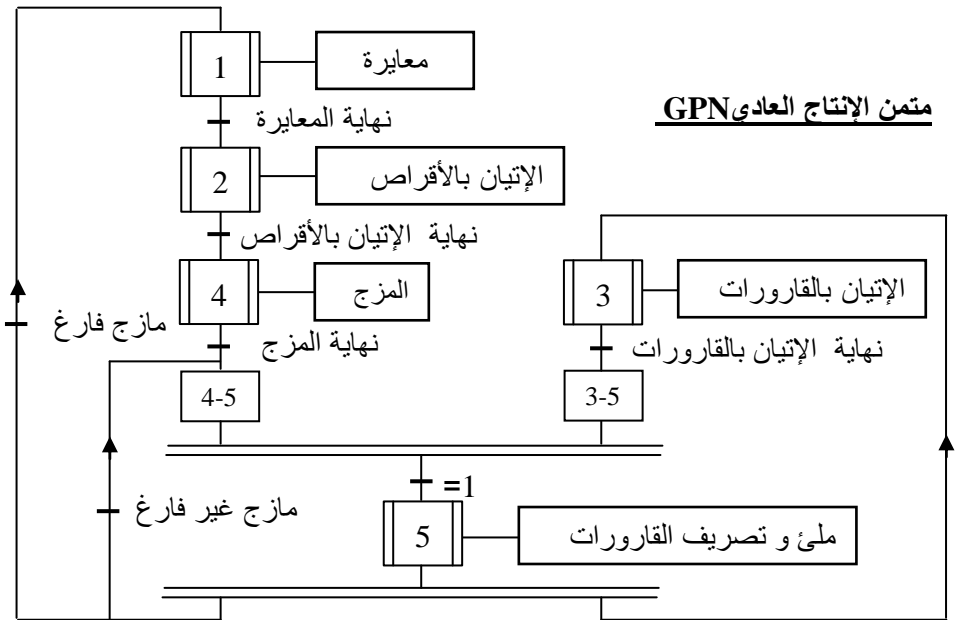 1
معايرة
متمن الإنتاج العاديGPN
نهاية المعايرة
2
الإتيان بالأقراص
نهاية الإتيان بالأقراص
4
المزج
3
الإتيان بالقارورات
مازج فارغ
نهاية المزج
نهاية الإتيان بالقارورات
4-5
3-5
=1
مازج غير فارغ
5
ملئ و تصريف القارورات